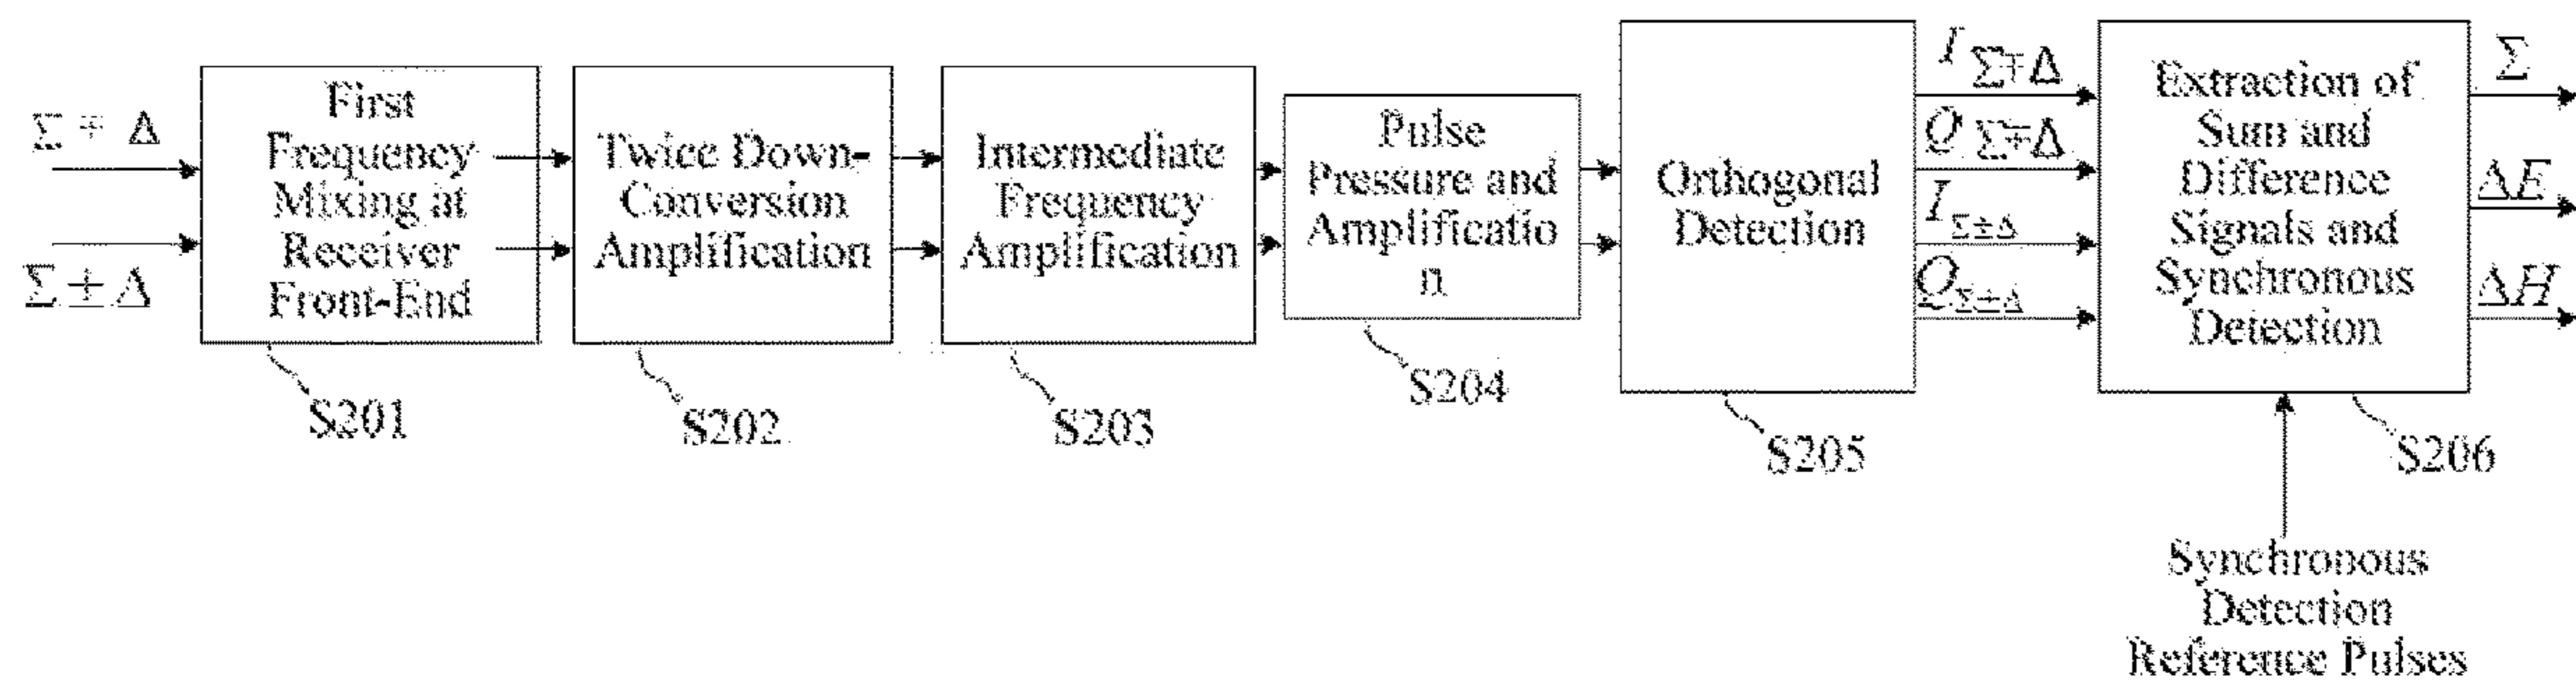 Σ ∓ Δ
Σ ± Δ
First
Frequency
Mixing at
Receiver
Front-End
S201
Twice Down-
Conversion
Amplification
S202
Intermediate
Frequency
Amplification
S203
Pulse
Pressure and
Amplificatio
n
S204
Orthogonal
Detection
S205
I Σ∓Δ
Q Σ∓Δ
I Σ±Δ
Q Σ±Δ
Extraction of
Sum and
Difference
Signals and
Synchronous
Detection
S206
Σ
ΔE
ΔH
Synchronous
Detection
Reference Pulses